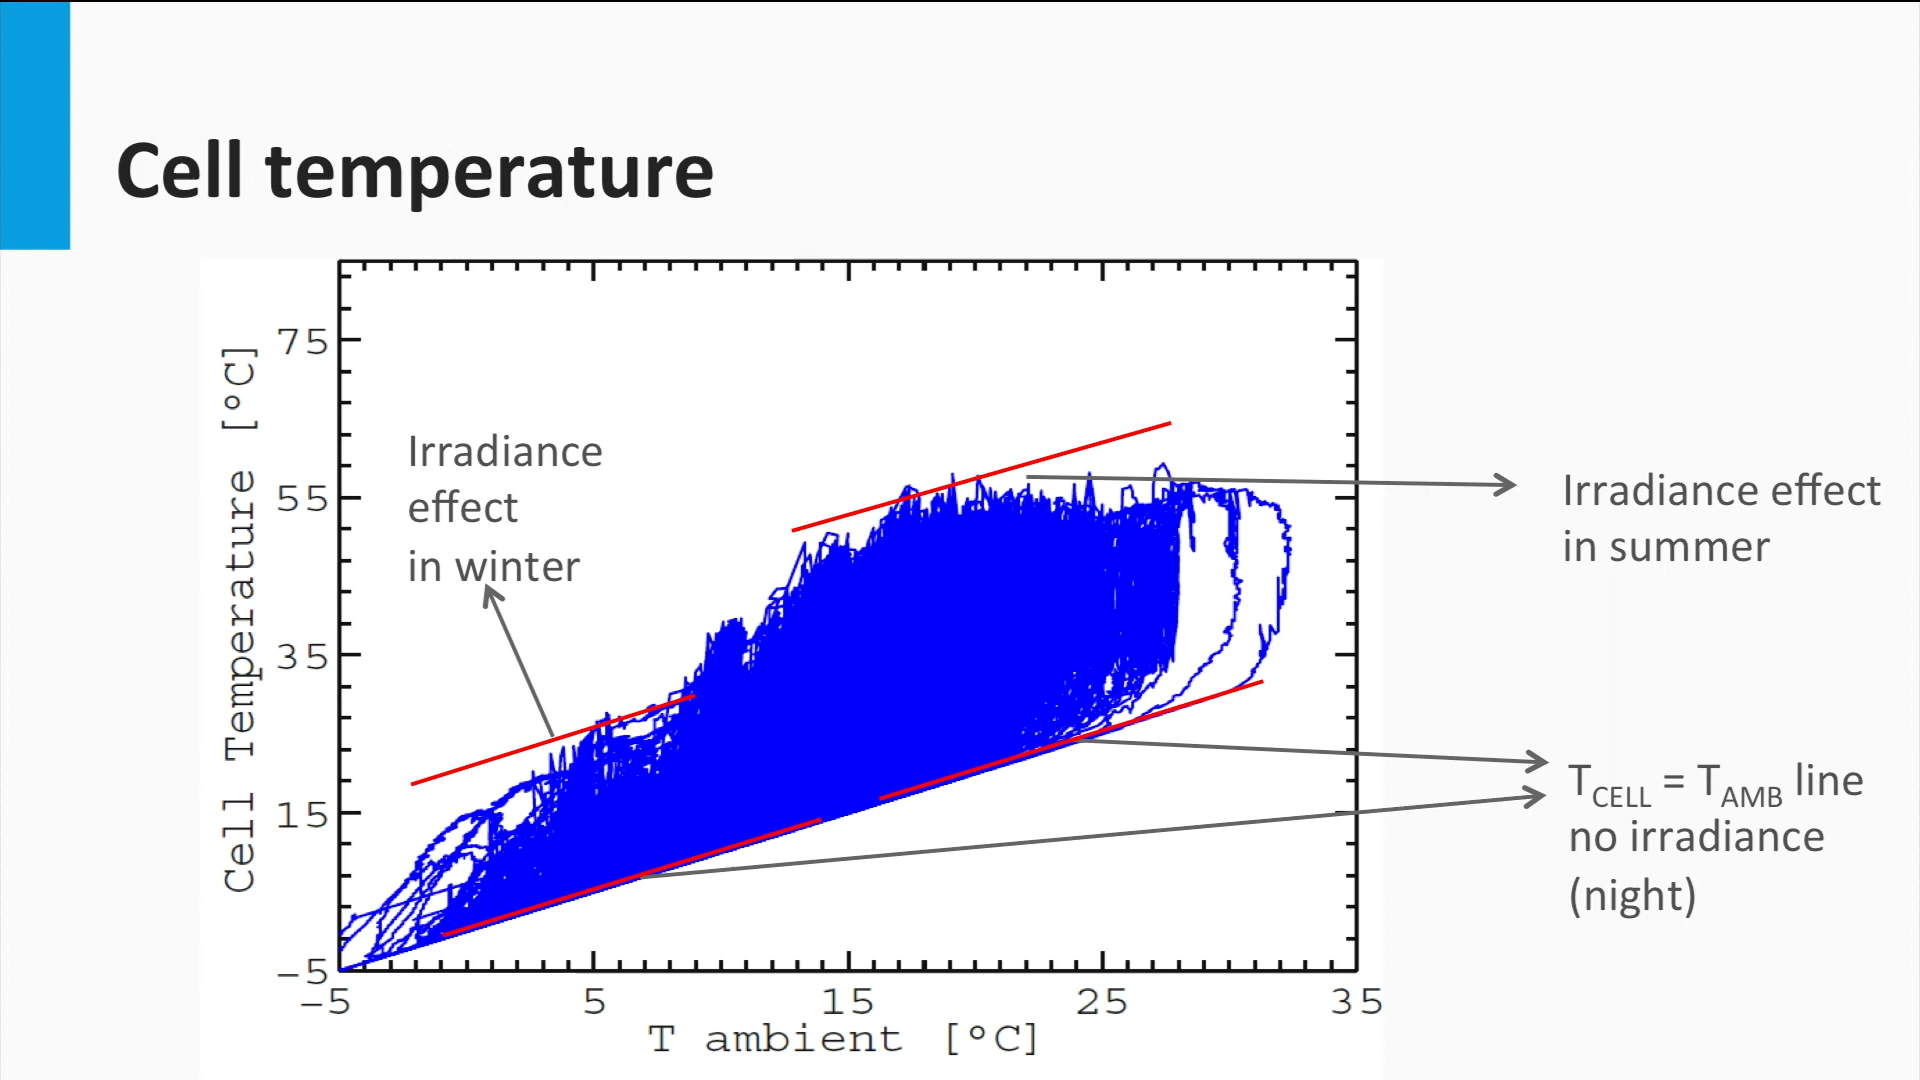 Cell temperature
Cell Temperature [°C]
75
55
35
15
−5
−5
5
15
25
35
T ambient [°C]
Irradiance
effect
in winter
Irradiance effect
in summer
T_CELL = T_AMB line
no irradiance
(night)